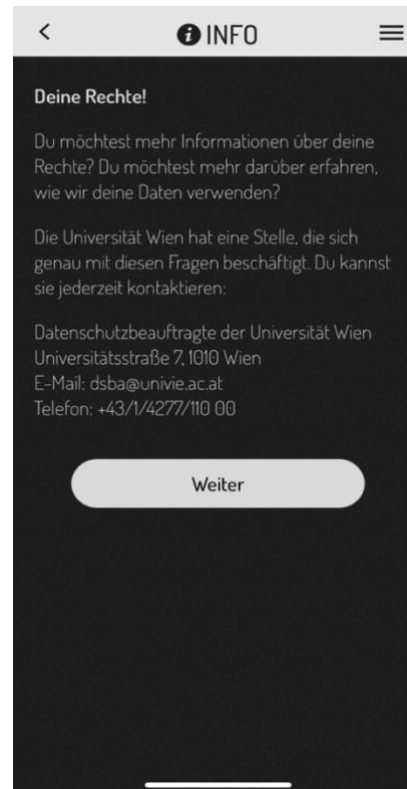 INFO
Deine Rechte!
Du möchtest mehr Informationen über deine
Rechte? Du möchtest mehr darüber erfahren,
wie wir deine Daten verwenden?
Die Universität Wien hat eine Stelle, die sich
genau mit diesen Fragen beschäftigt. Du kannst
sie jederzeit kontaktieren:
Datenschutzbeauftragte der Universität Wien
Universitätsstraße 7, 1010 Wien
E-Mail: dsba@univie.ac.at
Telefon: +43/1/4277/110 00
Weiter